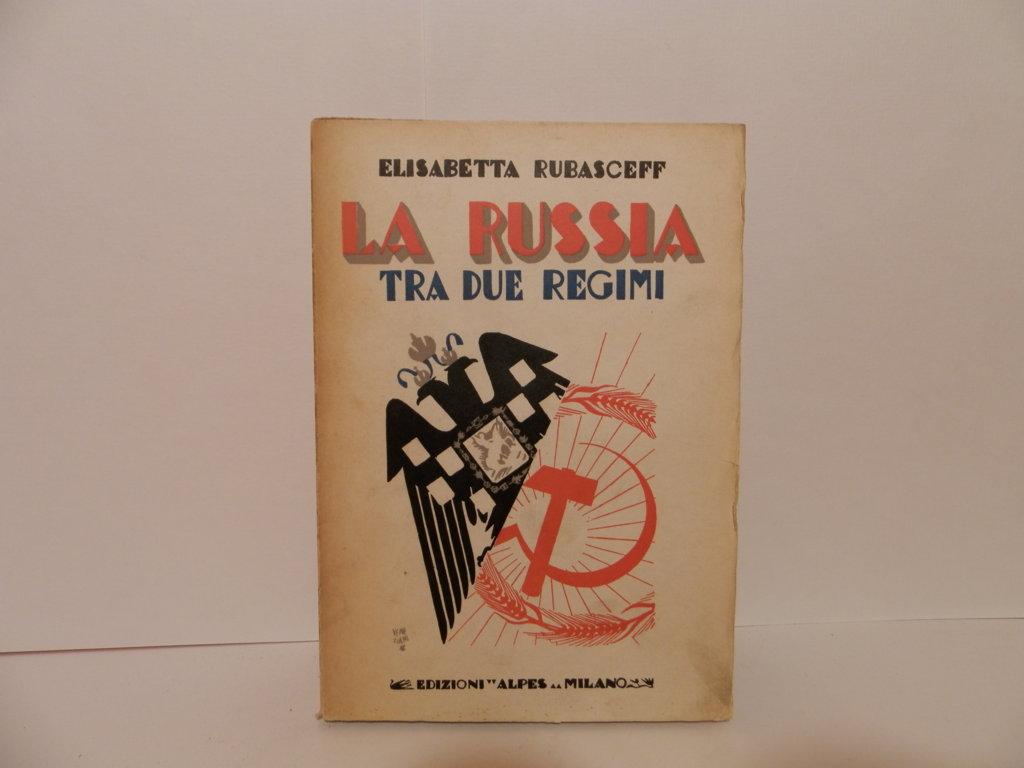 ELISABETTA RUBASCEFF
LA RUSSIA
TRA DUE REGIMI
EDIZIONI "ALPES" MILANO